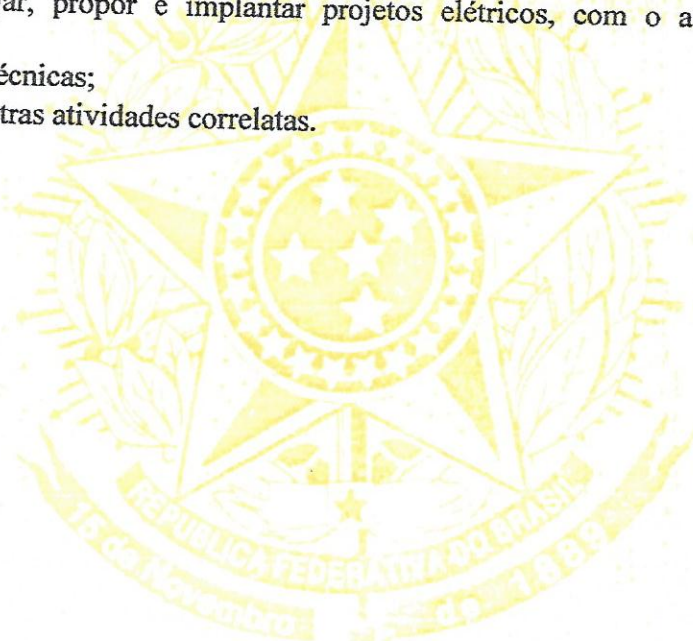 ar, propor e implantar projetos elétricos, com o a
écnicas;
tras atividades correlatas.
REPUBLICA FEDERATIVA DO BRASIL
15 de Novembro de 1889